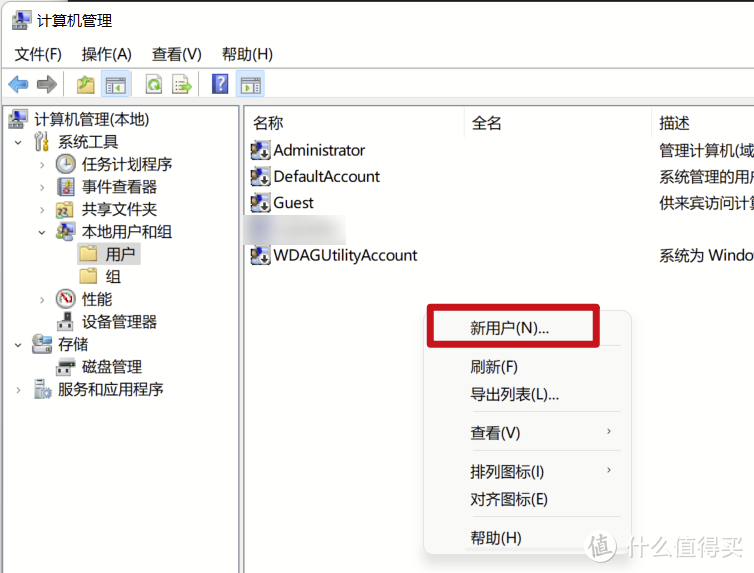 计算机管理
文件(F) 操作(A) 查看(V) 帮助(H)
计算机管理(本地)
系统工具
任务计划程序
事件查看器
共享文件夹
本地用户和组
用户
组
性能
设备管理器
存储
磁盘管理
服务和应用程序
名称 全名 描述
Administrator 管理计算机(域
DefaultAccount 系统管理的用户
Guest 供来宾访问计算
WDAGUtilityAccount 系统为 Windo
新用户(N)...
刷新(F)
导出列表(L)...
查看(V)
排列图标(I)
对齐图标(E)
帮助(H)
值 什么值得买